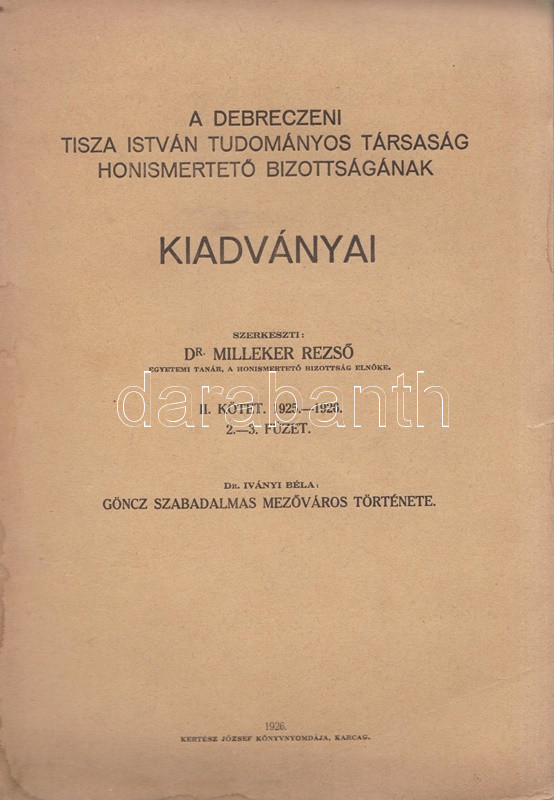 A DEBRECZENI
TISZA ISTVÁN TUDOMÁNYOS TÁRSASÁG
HONISMERTETŐ BIZOTTSÁGÁNAK
KIADVÁNYAI
SZERKESZTI:
DR. MILLEKER REZSŐ
EGYETEMI TANÁR, A HONISMERTETŐ BIZOTTSÁG ELNÖKE.
darabanth
II. KÖTET. 1925.—1926.
2.—3. FÜZET.
DR. IVÁNYI BÉLA:
GÖNCZ SZABADALMAS MEZŐVÁROS TÖRTÉNETE.
1926.
KERTÉSZ JÓZSEF KÖNYVNYOMDÁJA, KARCAG.